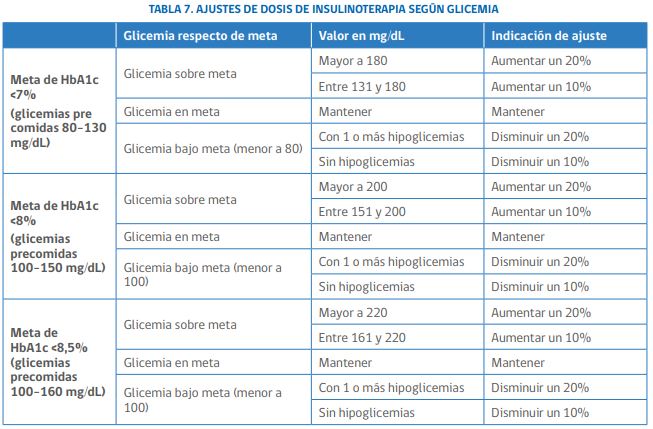 TABLA 7. AJUSTES DE DOSIS DE INSULINOTERAPIA SEGÚN GLICEMIA
Glicemia respecto de meta Valor en mg/dL Indicación de ajuste
Meta de HbA1c
<7%
(glicemias pre
comidas 80-130
mg/dL)
Glicemia sobre meta
Mayor a 180 Aumentar un 20%
Entre 131 y 180 Aumentar un 10%
Glicemia en meta Mantener Mantener
Glicemia bajo meta (menor a 80)
Con 1 o más hipoglicemias Disminuir un 20%
Sin hipoglicemias Disminuir un 10%
Meta de HbA1c
<8%
(glicemias
precomidas
100-150 mg/dL)
Glicemia sobre meta
Mayor a 200 Aumentar un 20%
Entre 151 y 200 Aumentar un 10%
Glicemia en meta Mantener Mantener
Glicemia bajo meta (menor a
100)
Con 1 o más hipoglicemias Disminuir un 20%
Sin hipoglicemias Disminuir un 10%
Meta de
HbA1c <8,5%
(glicemias
precomidas
100-160 mg/dL)
Glicemia sobre meta
Mayor a 220 Aumentar un 20%
Entre 161 y 220 Aumentar un 10%
Glicemia en meta Mantener Mantener
Glicemia bajo meta (menor a
100)
Con 1 o más hipoglicemias Disminuir un 20%
Sin hipoglicemias Disminuir un 10%